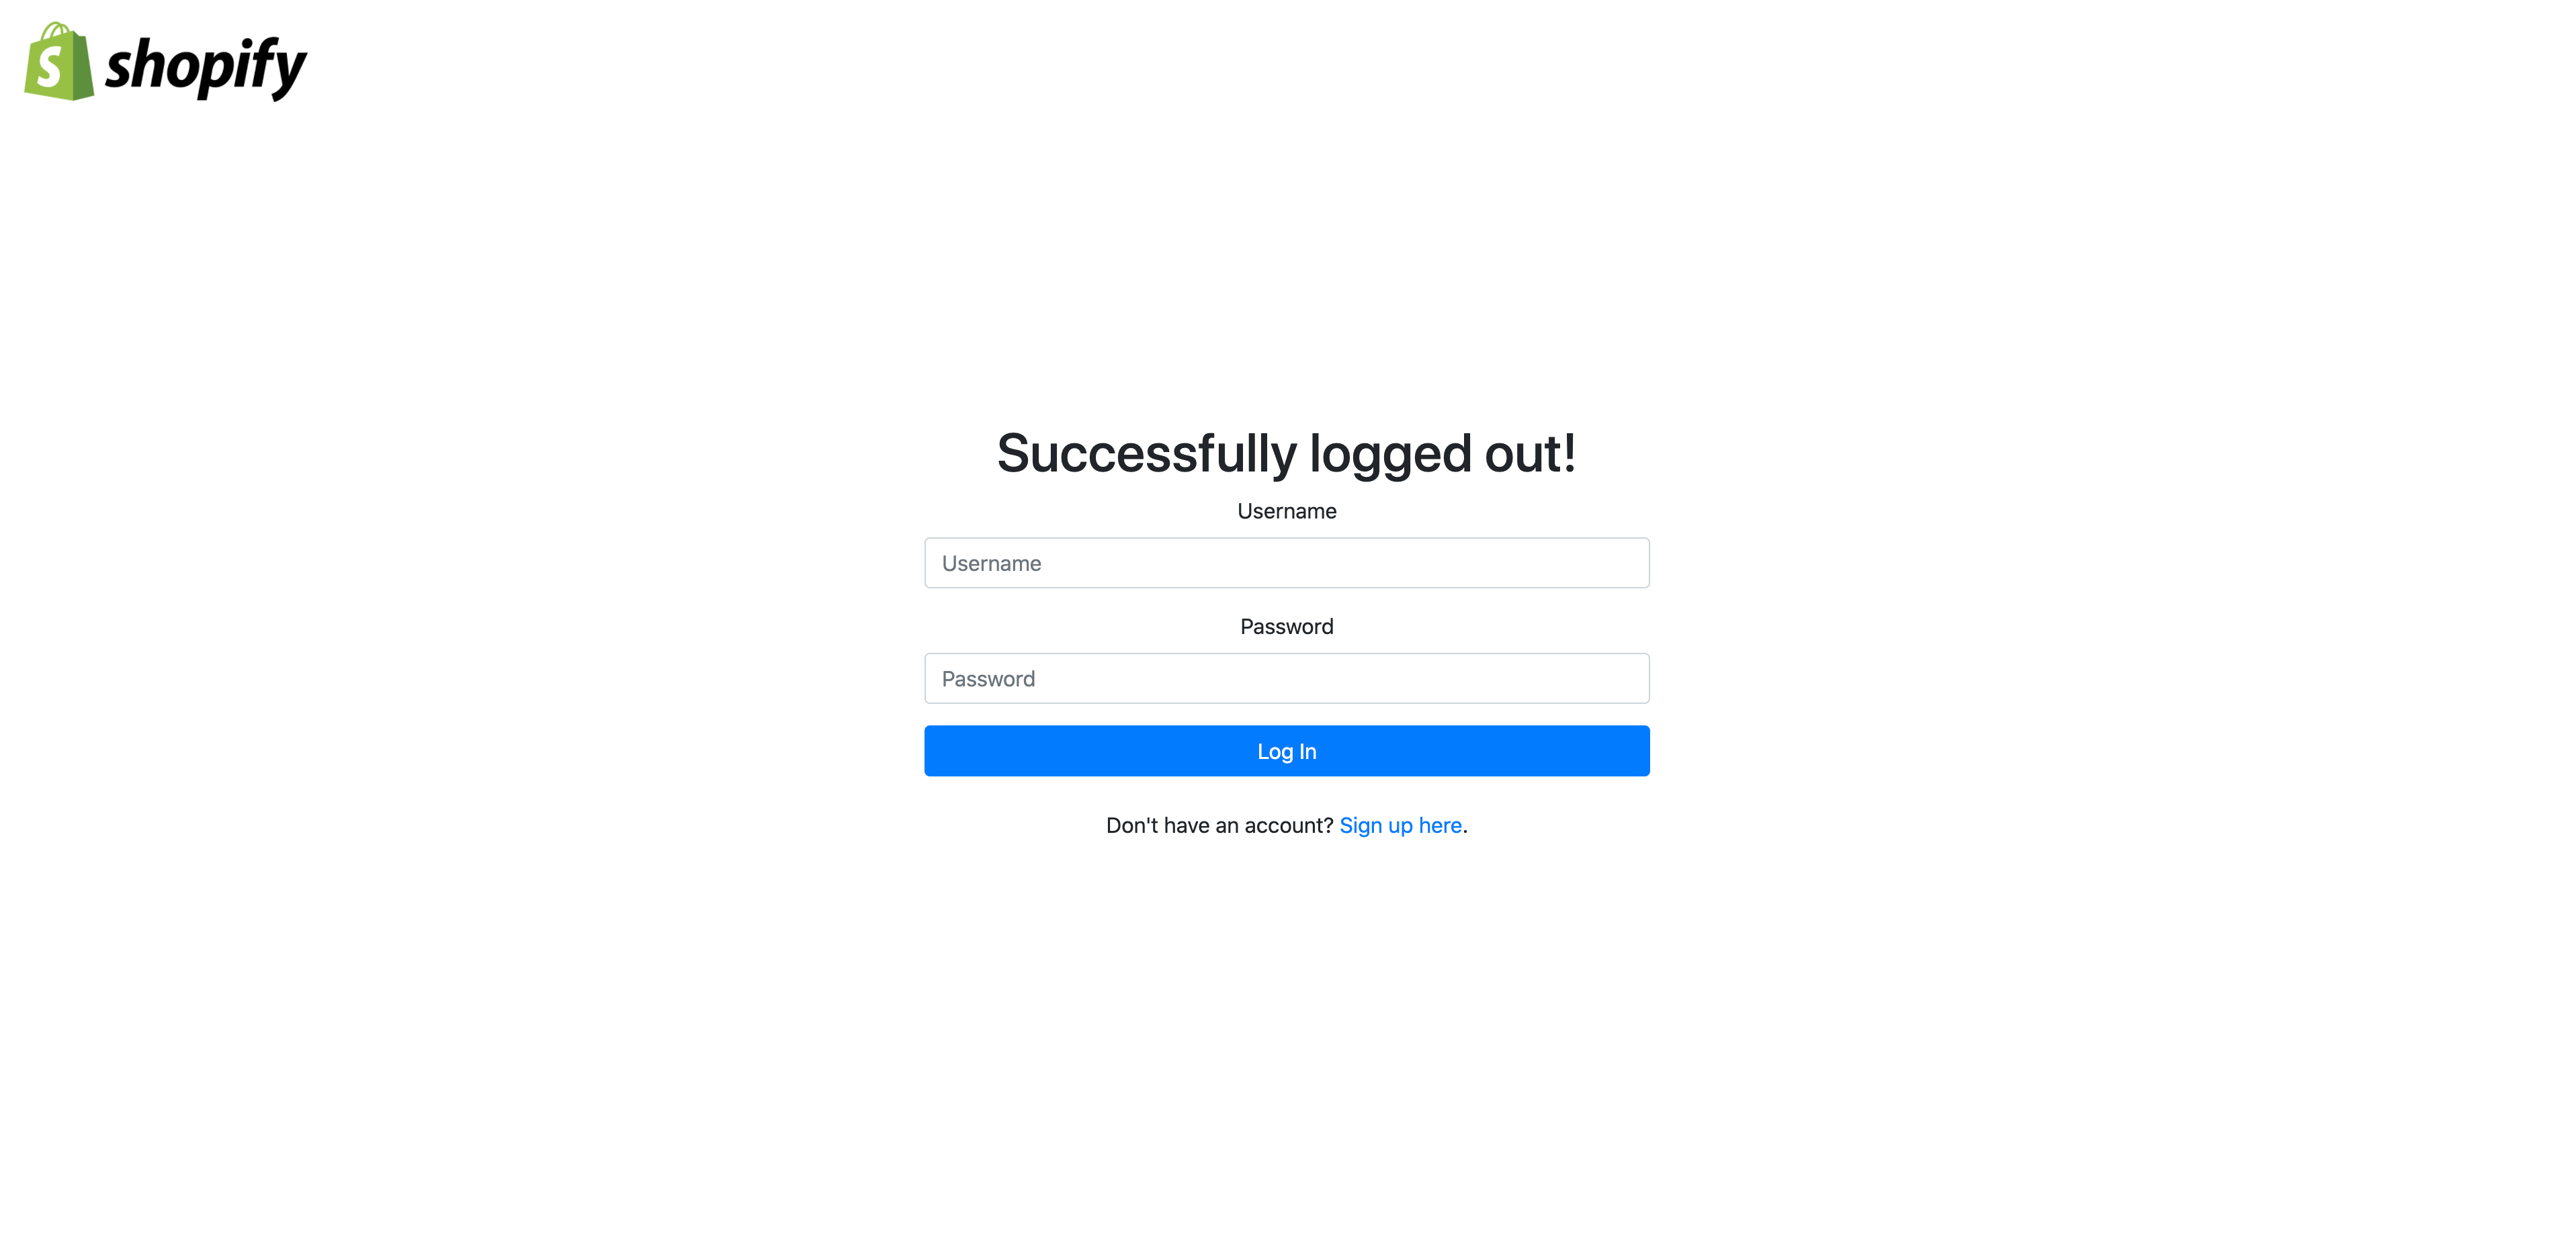 shopify
Successfully logged out!
Username
Username
Password
Password
Log In
Don't have an account? Sign up here.